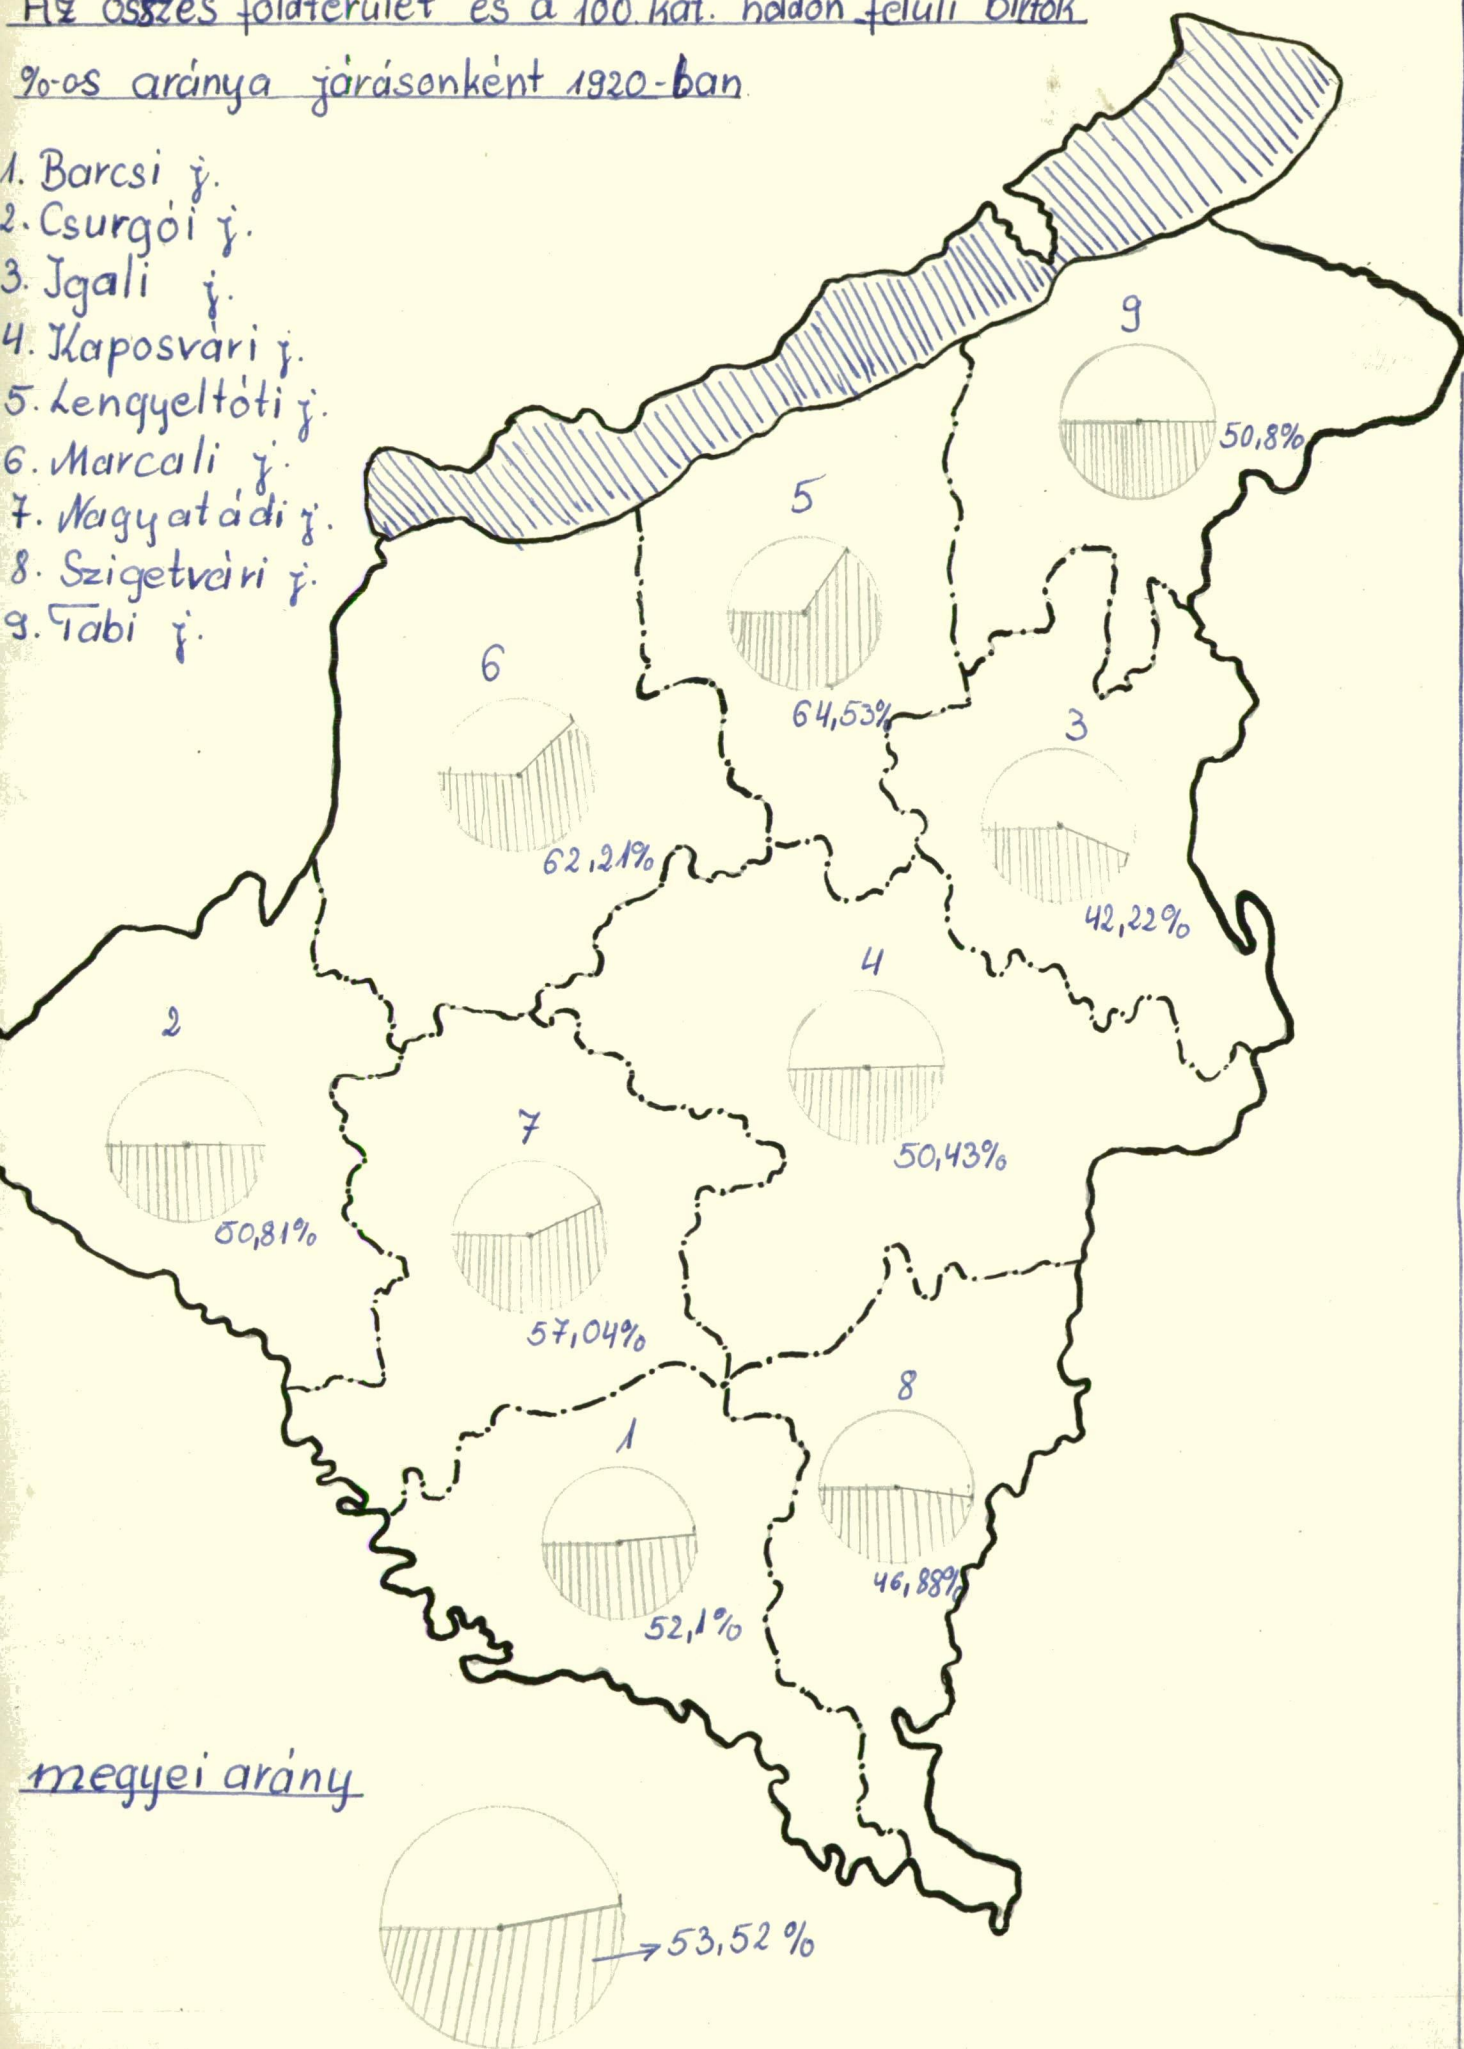 Az összes földterület és a 100 kat. holdon felüli birtok
%-os aránya járásonként 1920-ban
1. Barcsi j.
2. Csurgói j.
3. Igali j.
4. Kaposvári j.
5. Lengyeltóti j.
6. Marcali j.
7. Nagyatádi j.
8. Szigetvári j.
9. Tabi j.
9
50,8%
5
64,53%
6
62,21%
3
42,22%
4
50,43%
2
50,81%
7
57,04%
8
46,88%
1
52,1%
megyei arány
53,52 %